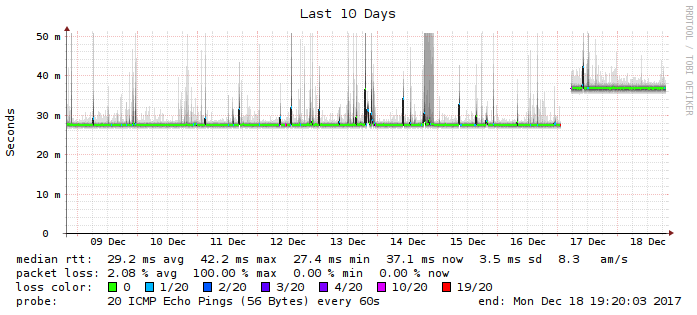 Last 10 Days
50 m
40 m
30 m
20 m
10 m
0
Seconds
09 Dec 10 Dec 11 Dec 12 Dec 13 Dec 14 Dec 15 Dec 16 Dec 17 Dec 18 Dec
median rtt: 29.2 ms avg 42.2 ms max 27.4 ms min 37.1 ms now 3.5 ms sd 8.3 am/s
packet loss: 2.08 % avg 100.00 % max 0.00 % min 0.00 % now
loss color: 0 1/20 2/20 3/20 4/20 10/20 19/20
probe: 20 ICMP Echo Pings (56 Bytes) every 60s end: Mon Dec 18 19:20:03 2017
RRDTOOL / TOBI OETIKER